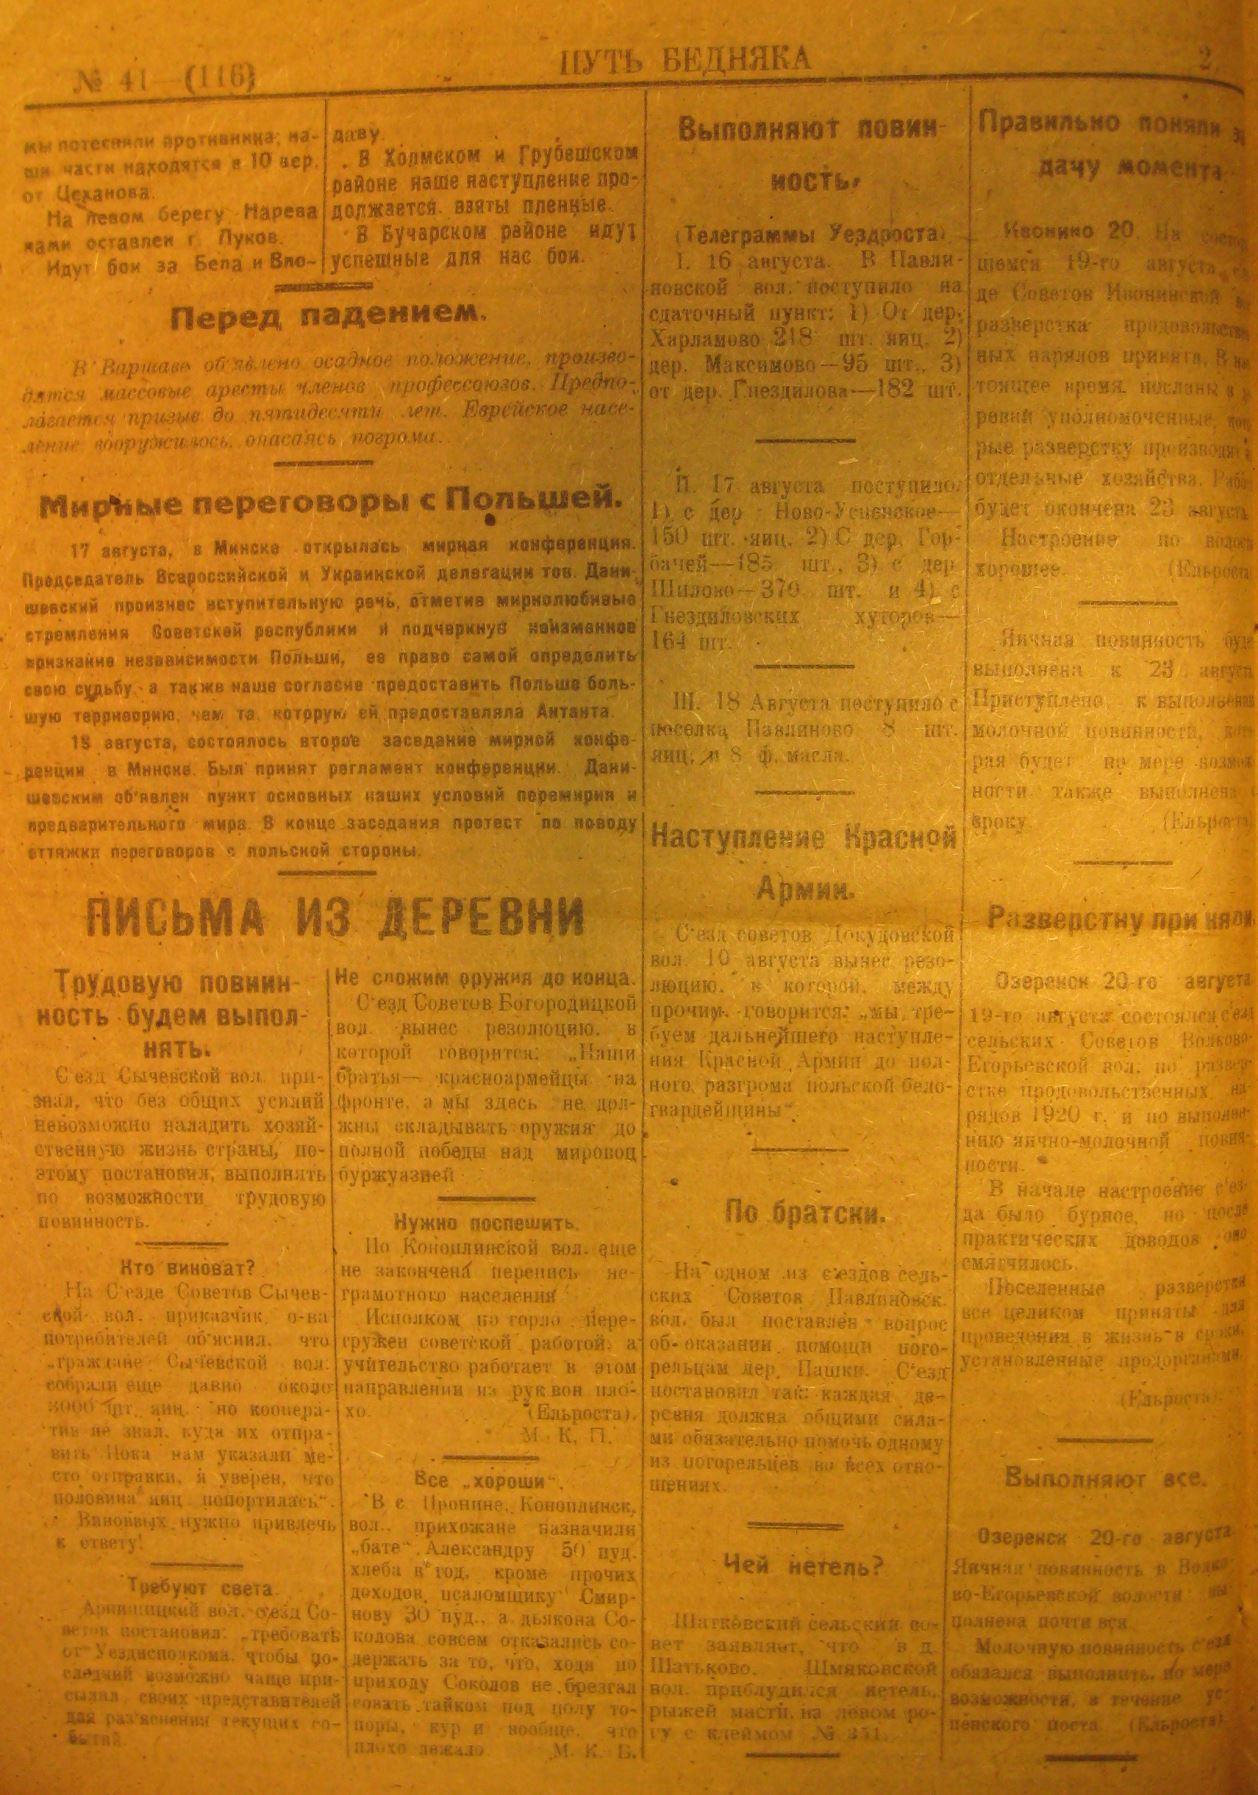 № 41—(116)
ПУТЬ БЕДНЯКА
2
мы потеснили противника; на-
ши части находятся в 10 вер.
от Цеханова.
На левом берегу Нарева
нами оставлен г. Луков.
Идут бои за Бела и Вло-
даву.
В Холмском и Грубешском
районе наше наступление про-
должается. взяты пленные.
В Бучарском районе идут
успешные для нас бои.
Перед падением.
В Варшаве об'явлено осадное положение, произво-
дятся массовые аресты членов профессоюзов. Предпо-
лагается призыв до пятидесяти лет. Еврейское насе-
ление вооружилось, опасаясь погрома.
Мирные переговоры с Польшей.
17 августа, в Минске открылась мирная конференция.
Председатель Всероссийской и Украинской делегации тов. Дани-
шевский произнес вступительную речь, отметив миролюбивые
стремления Советской республики и подчеркнув неизменное
признание независимости Польши, ее право самой определить
свою судьбу, а также наше согласие предоставить Польше боль-
шую территорию, чем та, которую ей предоставляла Антанта.
18 августа, состоялось второе заседание мирной конфе-
ренции в Минске. Был принят регламент конференции. Дани-
шевским об'явлен пункт основных наших условий перемирия и
предварительного мира. В конце заседания протест по поводу
оттяжки переговоров с польской стороны.
ПИСЬМА ИЗ ДЕРЕВНИ
Трудовую повинн-
ность будем выпол-
нять.
С'езд Сычевской вол. при-
знал, что без общих усилий
невозможно наладить хозяй-
ственную жизнь страны, по-
этому постановил, выполнять
по возможности трудовую
повинность.
Кто виноват?
На С'езде Советов Сычев-
ской вол. приказчик о-ва
потребителей об'яснил, что
„граждане Сычевской вол.
собрали еще давно около
3000 шт. яиц, но коопера-
тив не знал, куда их отпра-
вить. Пока нам указали ме-
сто отправки, я уверен, что
половина яиц попортилась“.
Виновных нужно привлечь
к ответу!
Требуют света.
Арнишицкий вол. с'езд Со-
ветов постановил: „требовать
от Уездисполкома, чтобы по-
следний возможно чаще при-
сылал своих представителей
для раз'яснения текущих со-
бытий.
Не сложим оружия до конца.
С'езд Советов Богородицкой
вол. вынес резолюцию, в
которой говорится: „Наши
братья—красноармейцы на
фронте, а мы здесь не дол-
жны складывать оружия до
полной победы над мировой
буржуазией
Нужно поспешить.
По Коноплинской вол. еще
не закончена перепись не-
грамотного населения
Исполком по горло пере-
гружен советской работой, а
учительство работает в этом
направлении из рук вон пло-
хо. (Ельроста).
М. К. П.
Все „хороши“.
В с Пронине, Коноплинск.
вол., прихожане назначили
„бате“ Александру 50 пуд.
хлеба в год, кроме прочих
доходов, псаломщику Смир-
нову 30 пуд., а дьякона Со-
колова совсем отказались со-
держать за то, что, ходя по
приходу Соколов не брезгал
совать тайком под полу то-
поры, кур и вообще, что
плохо лежало. М. К. Б.
Выполняют повин-
ность.
(Телеграммы Уездроста).
I. 16 августа. В Павли-
новской вол. поступило на
сдаточный пункт: 1) От дер.
Харламово 218 шт. яиц, 2)
дер. Максимово—95 шт., 3)
от дер. Гнездилова—182 шт.
II. 17 августа поступило:
1) с дер Ново-Успенское—
150 шт. яиц, 2) С дер. Гор-
бачей—185 шт., 3) с дер
Шилово—370 шт. и 4) с
Гнездиловских хуторов—
164 шт.
III. 18 Августа поступило с
поселка Павлиново 8 шт.
яиц, и 8 ф. масла.
Наступление Красной
Армии.
С'езд советов Докудовской
вол. 10 августа вынес резо-
люцию, в которой, между
прочим, говорится: „мы тре-
буем дальнейшего наступле-
ния Красной Армии до пол-
ного разгрома польской бело-
гвардейщины“.
По братски.
На одном из с'ездов сель-
ских Советов Павлиновск.
вол. был поставлен вопрос
об оказании помощи пого-
рельцам дер. Пашки. С'езд
постановил так: каждая де-
ревня должна общими сила-
ми обязательно помочь одному
из погорельцев во всех отно-
шениях.
Чей нетель?
Шатковский сельский со-
вет заявляет, что в д.
Шатьково, Шмяковской
вол. приблудился нетель,
рыжей масти, на левом ро-
гу с клеймом № 351.
Правильно поняли за
дачу момента
Ивонино 20. На состо
шемся 19-го августа с'ез
де Советов Ивонинской в
разверстка продовольствен
ных нарядов принята. В нас
тоящее время посланы в д
ревни уполномоченные, кото
рые разверстку производят
отдельные хозяйства. Работ
будет окончена 23 августа
Настроение по волости
хорошее. (Ельроста)
Яичная повинность буде
выполнена к 23 августа
Приступлено к выполнени
молочной повинности, кото
рая будет по мере возмож
ности также выполнена к
сроку (Ельроста)
Разверстку при няли
Озеренск 20-го августа
19-го августа состоялся с'езд
сельских Советов Волково-
Егорьевской вол. по развер-
стке продовольственных на-
рядов 1920 г. и по выполне-
нию яично-молочной повин-
ности.
В начале настроение с'ез-
да было бурное, но после
практических доводов оно
смягчилось.
Поселенные разверстки
все целиком приняты для
проведения в жизнь в сроки,
установленные продорганами.
(Ельроста).
Выполняют все.
Озеренск 20-го августа
Яичная повинность в Волко-
во-Егорьевской волости вы-
полнена почти вся.
Молочную повинность с'езд
обязался выполнить, по мере
возможности, в течение ус-
пенского поста. (Ельроста)